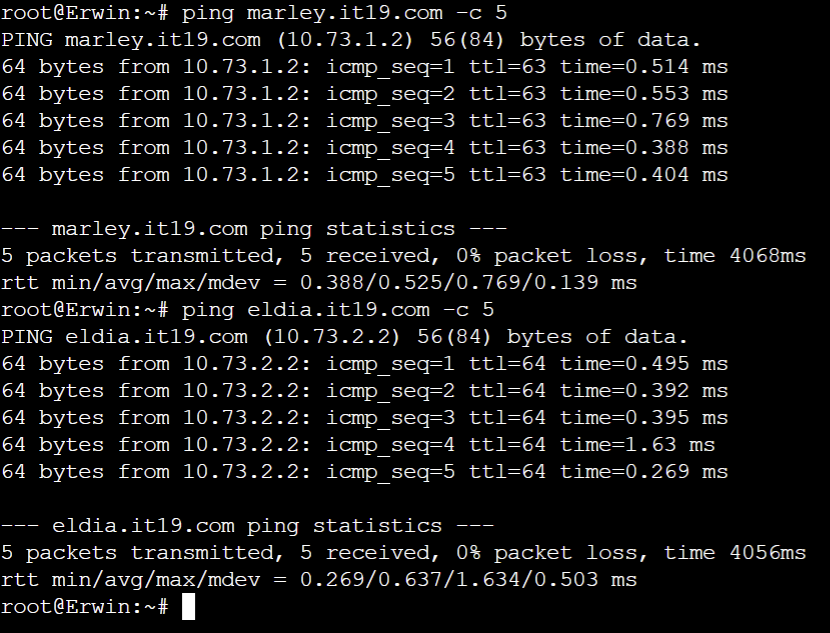 root@Erwin:~# ping marley.it19.com -c 5
PING marley.it19.com (10.73.1.2) 56(84) bytes of data.
64 bytes from 10.73.1.2: icmp_seq=1 ttl=63 time=0.514 ms
64 bytes from 10.73.1.2: icmp_seq=2 ttl=63 time=0.553 ms
64 bytes from 10.73.1.2: icmp_seq=3 ttl=63 time=0.769 ms
64 bytes from 10.73.1.2: icmp_seq=4 ttl=63 time=0.388 ms
64 bytes from 10.73.1.2: icmp_seq=5 ttl=63 time=0.404 ms
--- marley.it19.com ping statistics ---
5 packets transmitted, 5 received, 0% packet loss, time 4068ms
rtt min/avg/max/mdev = 0.388/0.525/0.769/0.139 ms
root@Erwin:~# ping eldia.it19.com -c 5
PING eldia.it19.com (10.73.2.2) 56(84) bytes of data.
64 bytes from 10.73.2.2: icmp_seq=1 ttl=64 time=0.495 ms
64 bytes from 10.73.2.2: icmp_seq=2 ttl=64 time=0.392 ms
64 bytes from 10.73.2.2: icmp_seq=3 ttl=64 time=0.395 ms
64 bytes from 10.73.2.2: icmp_seq=4 ttl=64 time=1.63 ms
64 bytes from 10.73.2.2: icmp_seq=5 ttl=64 time=0.269 ms
--- eldia.it19.com ping statistics ---
5 packets transmitted, 5 received, 0% packet loss, time 4056ms
rtt min/avg/max/mdev = 0.269/0.637/1.634/0.503 ms
root@Erwin:~#